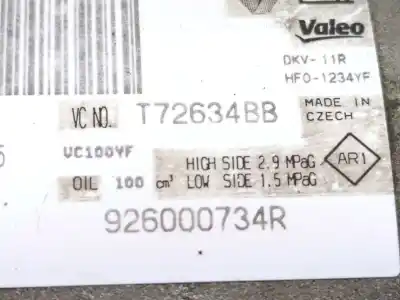 Valeo
DKV-11R
HFO-1234YF
VC NO. T72634BB
MADE IN
CZECH
VC100YF
HIGH SIDE 2.9 MPaG
AR1
OIL 100 cm³ LOW SIDE 1.5 MPaG
926000734R